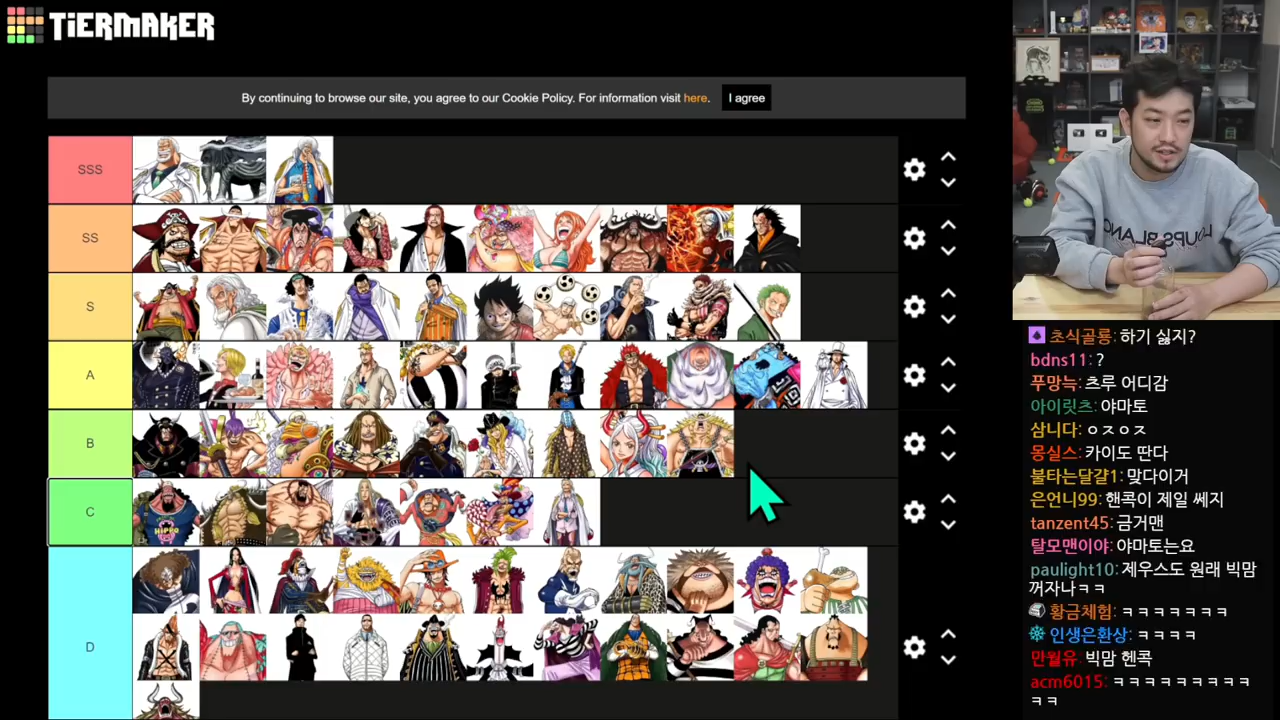 TiERMAKER
By continuing to browse our site, you agree to our Cookie Policy. For information visit here. I agree
SSS
SS
S
A
B
C
D
HIPPO
초식골룡: 하기 싫지?
bdns11: ?
푸망늑: 츠루 어디감
아이릿츠: 야마토
삼니다: ㅇㅈㅇㅈ
몽실스: 카이도 딴다
불타는달걀1: 맞다이거
은언니99: 핸콕이 제일 쎄지
tanzent45: 금거맨
탈모맨이야: 야마토는요
paulight10: 제우스도 원래 빅맘
꺼자나ㅋㅋ
황금체험: ㅋㅋㅋㅋㅋㅋㅋ
인생은환상: ㅋㅋㅋㅋ
만월유: 빅맘 헨콕
acm6015: ㅋㅋㅋㅋㅋㅋㅋㅋㅋ
ㅋㅋ